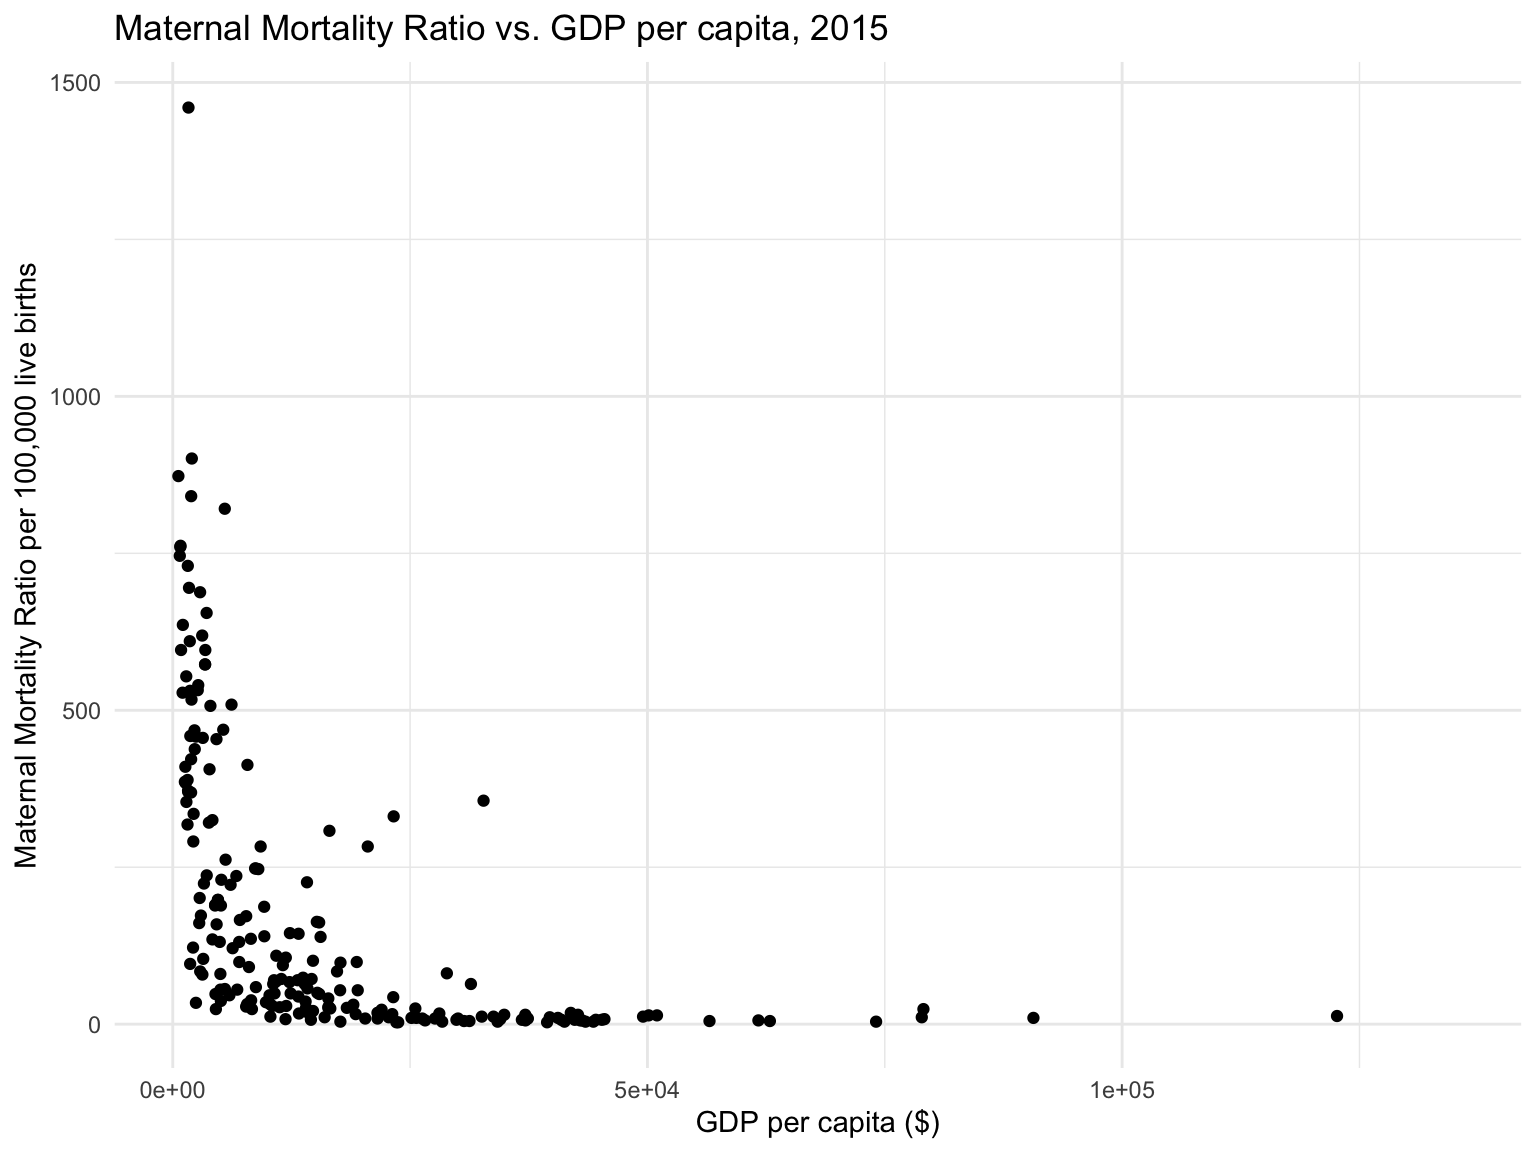 Maternal Mortality Ratio vs. GDP per capita, 2015
Maternal Mortality Ratio per 100,000 live births
1500
1000
500
0
0e+00
5e+04
1e+05
GDP per capita ($)